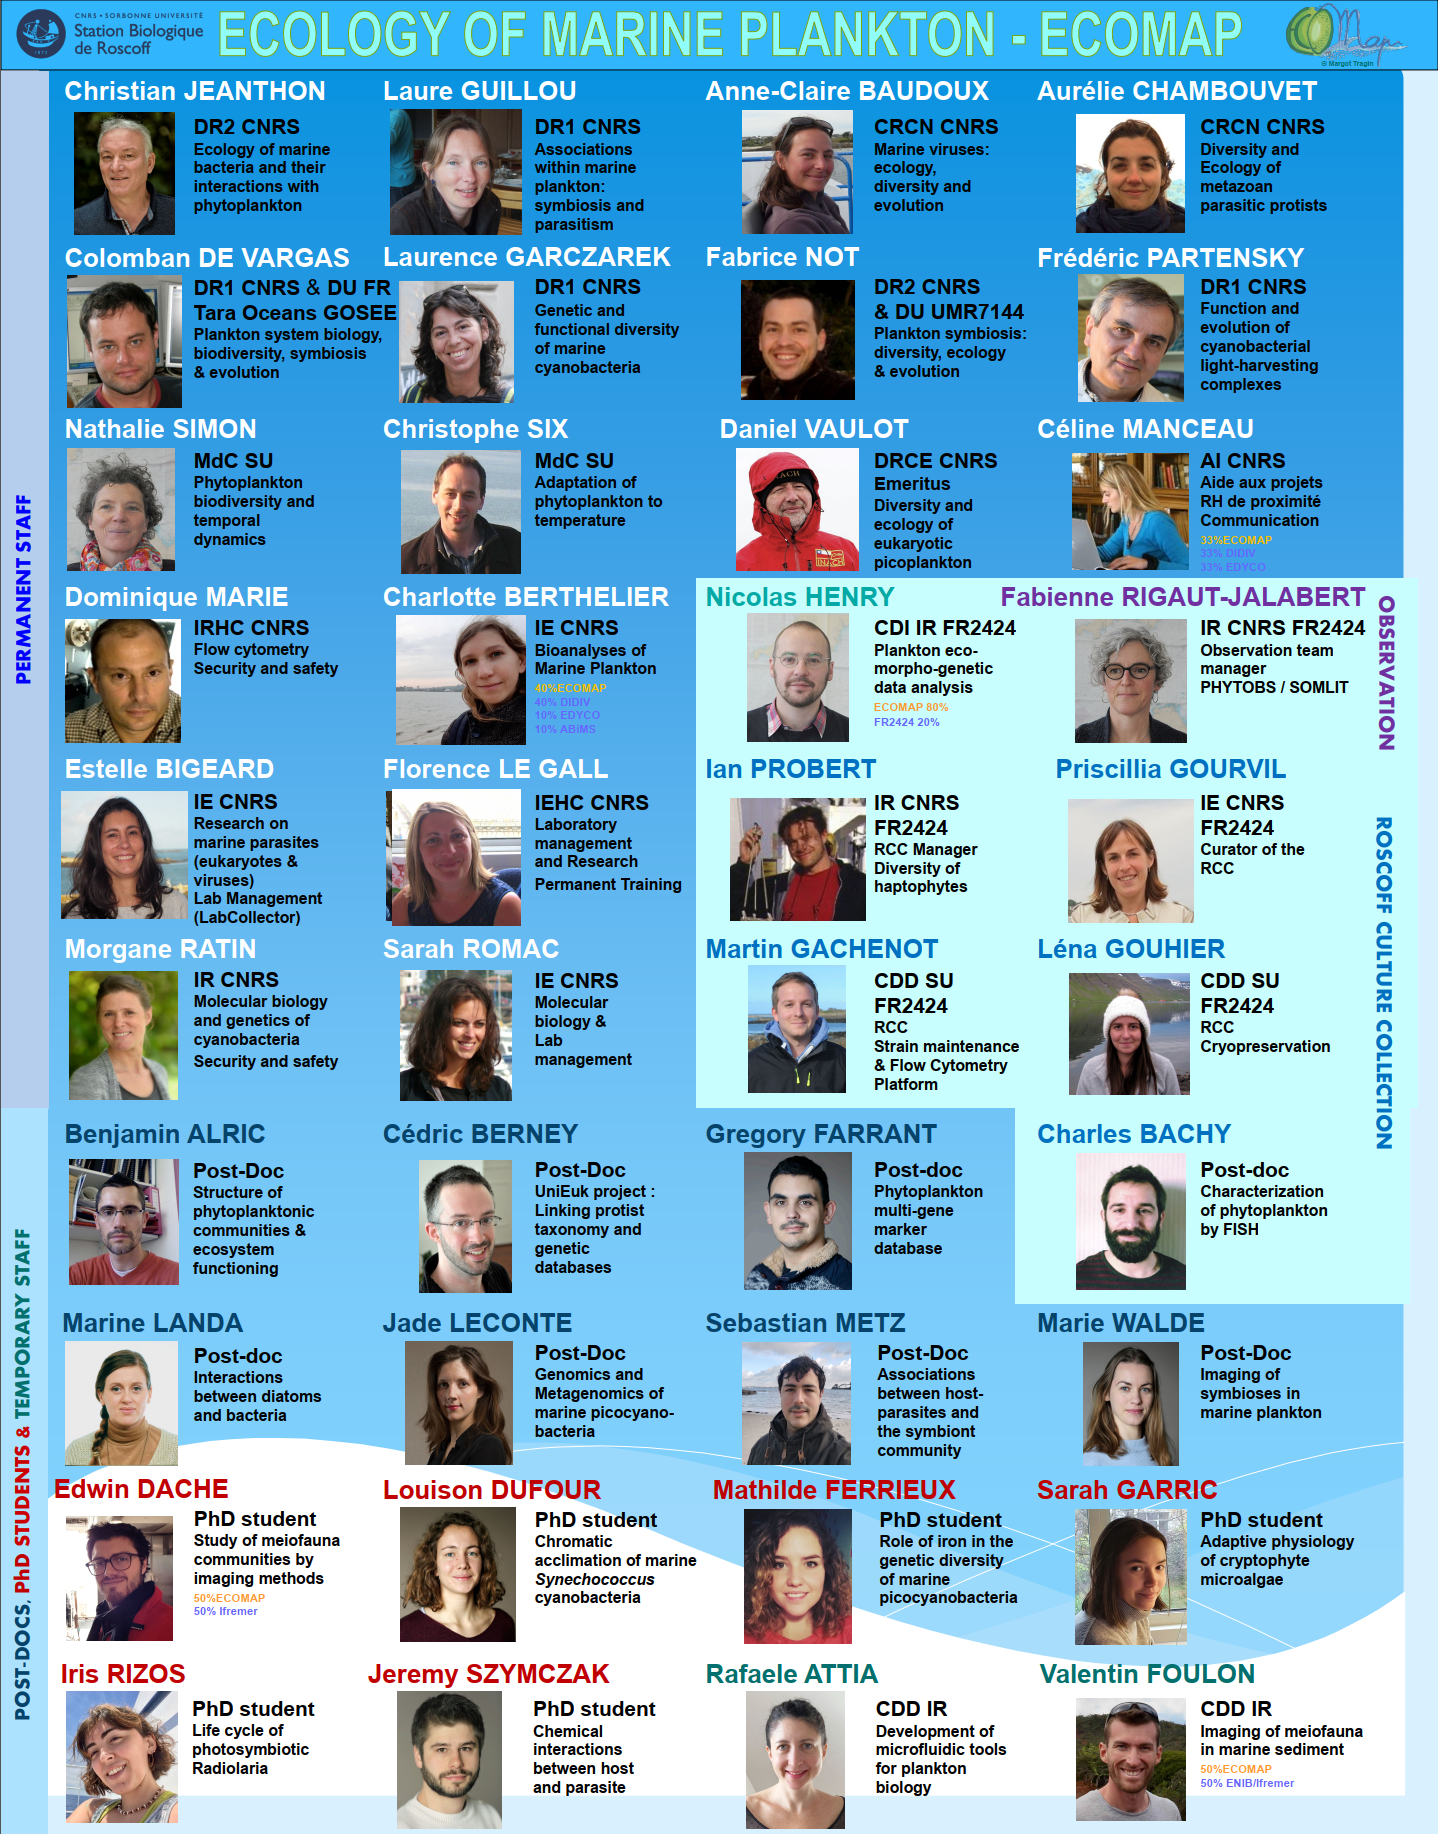 CNRS • SORBONNE UNIVERSITÉ
Station Biologique
de Roscoff
ECOLOGY OF MARINE PLANKTON - ECOMAP
© Margot Tragin
PERMANENT STAFF
Christian JEANTHON
DR2 CNRS
Ecology of marine
bacteria and their
interactions with
phytoplankton
Laure GUILLOU
DR1 CNRS
Associations
within marine
plankton:
symbiosis and
parasitism
Anne-Claire BAUDOUX
CRCN CNRS
Marine viruses:
ecology,
diversity and
evolution
Aurélie CHAMBOUVET
CRCN CNRS
Diversity and
Ecology of
metazoan
parasitic protists
Colomban DE VARGAS
DR1 CNRS & DU FR
Tara Oceans GOSEE
Plankton system biology,
biodiversity, symbiosis
& evolution
Laurence GARCZAREK
DR1 CNRS
Genetic and
functional diversity
of marine
cyanobacteria
Fabrice NOT
DR2 CNRS
& DU UMR7144
Plankton symbiosis:
diversity, ecology
& evolution
Frédéric PARTENSKY
DR1 CNRS
Function and
evolution of
cyanobacterial
light-harvesting
complexes
Nathalie SIMON
MdC SU
Phytoplankton
biodiversity and
temporal
dynamics
Christophe SIX
MdC SU
Adaptation of
phytoplankton to
temperature
Daniel VAULOT
DRCE CNRS
Emeritus
Diversity and
ecology of
eukaryotic
picoplankton
Céline MANCEAU
AI CNRS
Aide aux projets
RH de proximité
Communication
33%ECOMAP
33% DIDIV
33% EDYCO
Dominique MARIE
IRHC CNRS
Flow cytometry
Security and safety
Charlotte BERTHELIER
IE CNRS
Bioanalyses of
Marine Plankton
40%ECOMAP
40% DIDIV
10% EDYCO
10% ABiMS
Nicolas HENRY
CDI IR FR2424
Plankton eco-
morpho-genetic
data analysis
ECOMAP 80%
FR2424 20%
Fabienne RIGAUT-JALABERT
IR CNRS FR2424
Observation team
manager
PHYTOBS / SOMLIT
OBSERVATION
Estelle BIGEARD
IE CNRS
Research on
marine parasites
(eukaryotes &
viruses)
Lab Management
(LabCollector)
Florence LE GALL
IEHC CNRS
Laboratory
management
and Research
Permanent Training
Ian PROBERT
IR CNRS
FR2424
RCC Manager
Diversity of
haptophytes
Priscillia GOURVIL
IE CNRS
FR2424
Curator of the
RCC
ROSCOFF CULTURE COLLECTION
Morgane RATIN
IR CNRS
Molecular biology
and genetics of
cyanobacteria
Security and safety
Sarah ROMAC
IE CNRS
Molecular
biology &
Lab
management
Martin GACHENOT
CDD SU
FR2424
RCC
Strain maintenance
& Flow Cytometry
Platform
Léna GOUHIER
CDD SU
FR2424
RCC
Cryopreservation
POST-DOCS, PhD STUDENTS & TEMPORARY STAFF
Benjamin ALRIC
Post-Doc
Structure of
phytoplanktonic
communities &
ecosystem
functioning
Cédric BERNEY
Post-Doc
UniEuk project :
Linking protist
taxonomy and
genetic
databases
Gregory FARRANT
Post-doc
Phytoplankton
multi-gene
marker
database
Charles BACHY
Post-doc
Characterization
of phytoplankton
by FISH
Marine LANDA
Post-doc
Interactions
between diatoms
and bacteria
Jade LECONTE
Post-Doc
Genomics and
Metagenomics of
marine picocyano-
bacteria
Sebastian METZ
Post-Doc
Associations
between host-
parasites and
the symbiont
community
Marie WALDE
Post-Doc
Imaging of
symbioses in
marine plankton
Edwin DACHE
PhD student
Study of meiofauna
communities by
imaging methods
50%ECOMAP
50% Ifremer
Louison DUFOUR
PhD student
Chromatic
acclimation of marine
Synechococcus
cyanobacteria
Mathilde FERRIEUX
PhD student
Role of iron in the
genetic diversity
of marine
picocyanobacteria
Sarah GARRIC
PhD student
Adaptive physiology
of cryptophyte
microalgae
Iris RIZOS
PhD student
Life cycle of
photosymbiotic
Radiolaria
Jeremy SZYMCZAK
PhD student
Chemical
interactions
between host
and parasite
Rafaele ATTIA
CDD IR
Development of
microfluidic tools
for plankton
biology
Valentin FOULON
CDD IR
Imaging of meiofauna
in marine sediment
50%ECOMAP
50% ENIB/Ifremer